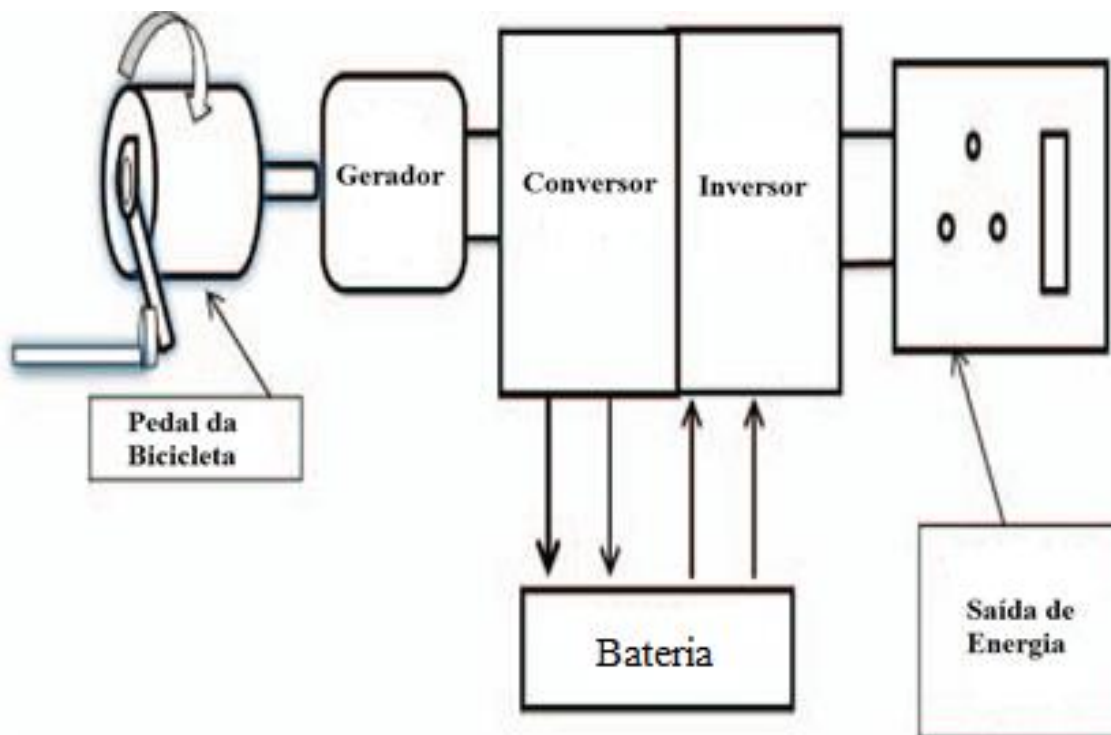 Gerador
Conversor
Inversor
Pedal da
Bicicleta
Bateria
Saída de
Energia